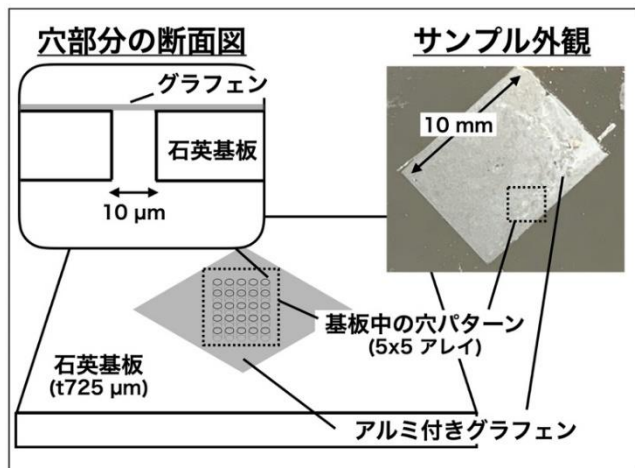 穴部分の断面図
グラフェン
石英基板
10 µm
サンプル外観
10 mm
基板中の穴パターン
(5x5 アレイ)
石英基板
(t725 µm)
アルミ付きグラフェン